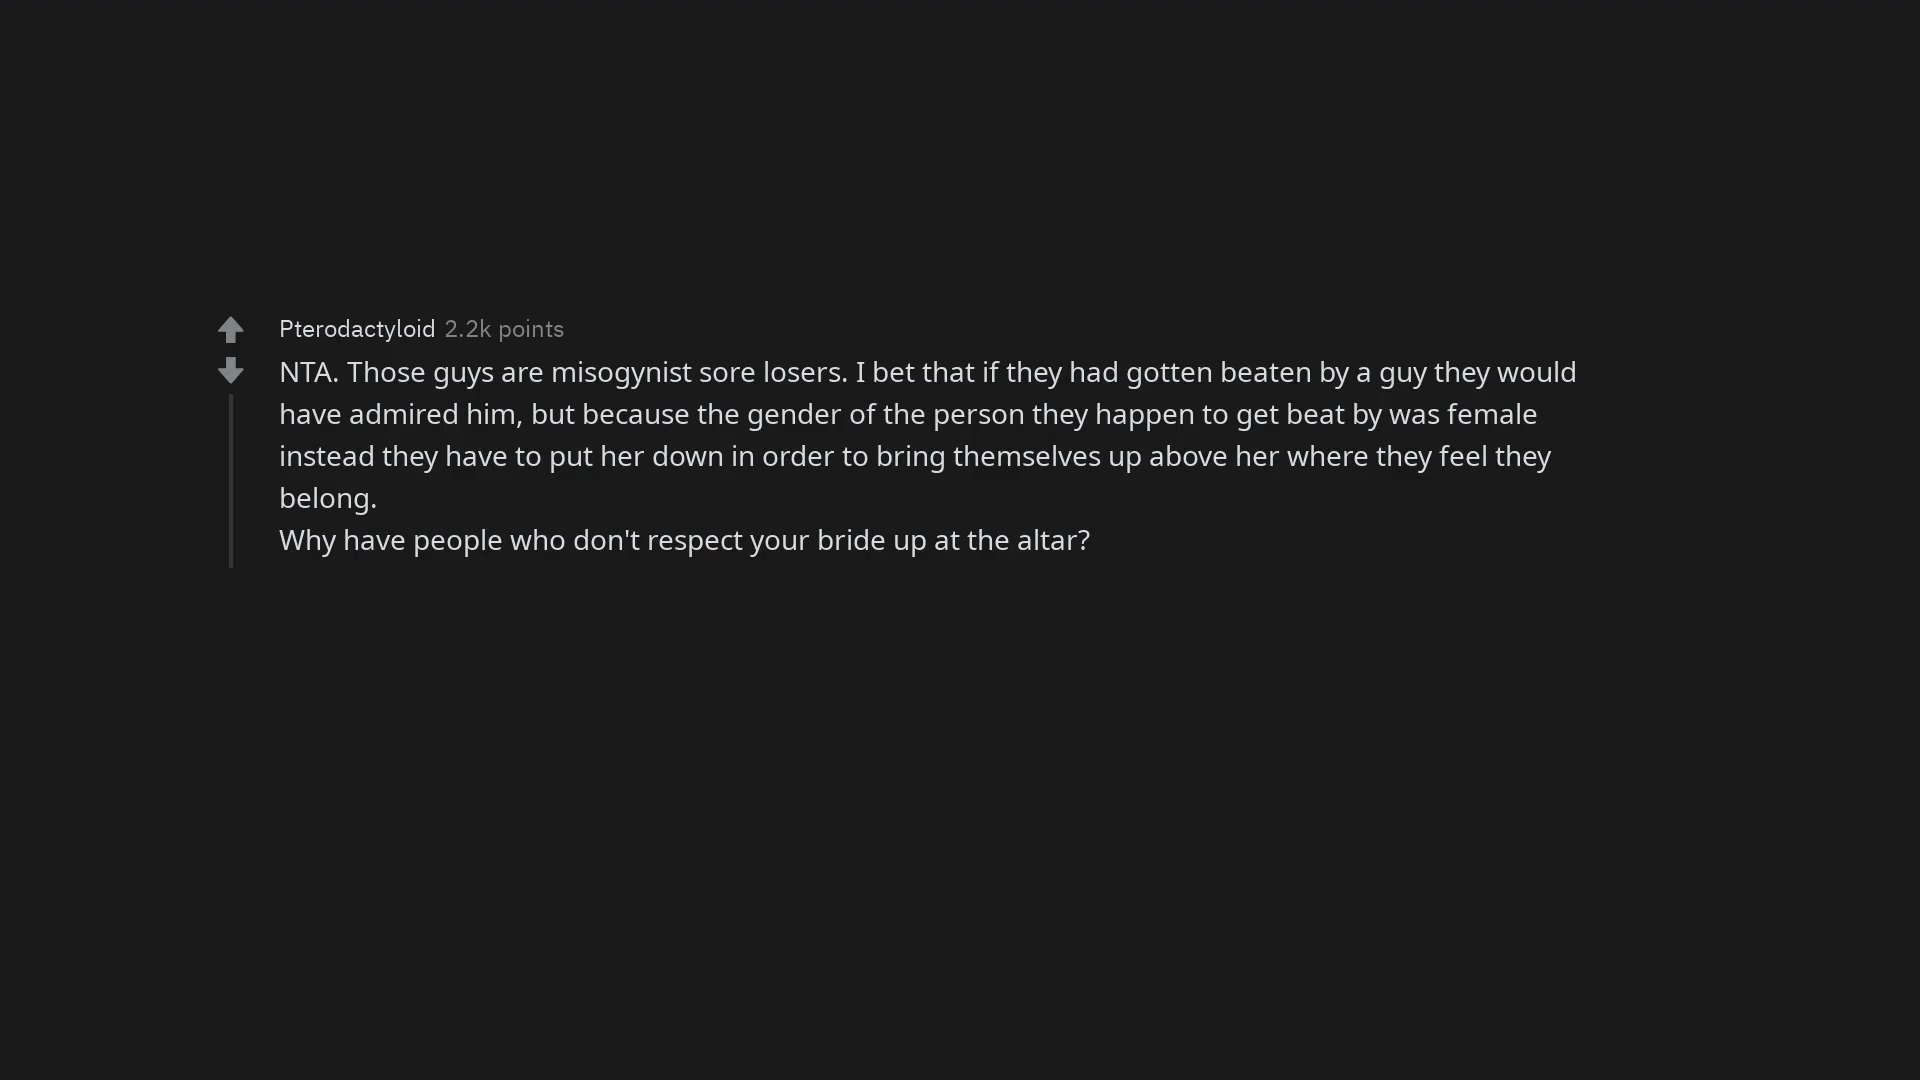 Pterodactyloid 2.2k points
NTA. Those guys are misogynist sore losers. I bet that if they had gotten beaten by a guy they would
have admired him, but because the gender of the person they happen to get beat by was female
instead they have to put her down in order to bring themselves up above her where they feel they
belong.
Why have people who don't respect your bride up at the altar?